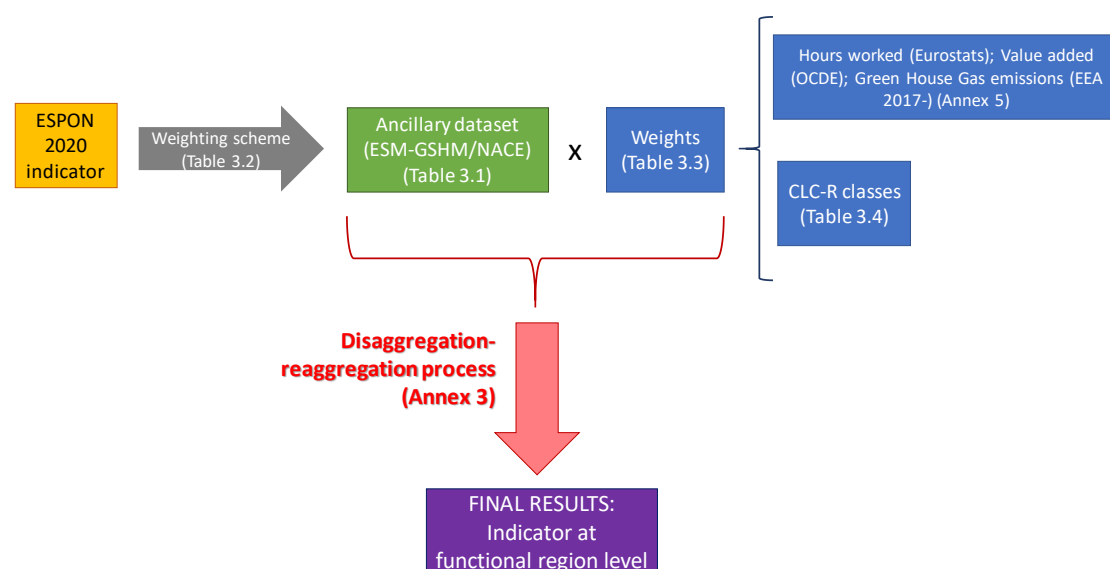 ESPON
2020
indicator
Weighting scheme
(Table 3.2)
Ancillary dataset
(ESM-GSHM/NACE)
(Table 3.1)
x
Weights
(Table 3.3)
Hours worked (Eurostats); Value added
(OCDE); Green House Gas emissions (EEA
2017-) (Annex 5)
CLC-R classes
(Table 3.4)
Disaggregation-
reaggregation process
(Annex 3)
FINAL RESULTS:
Indicator at
functional region level